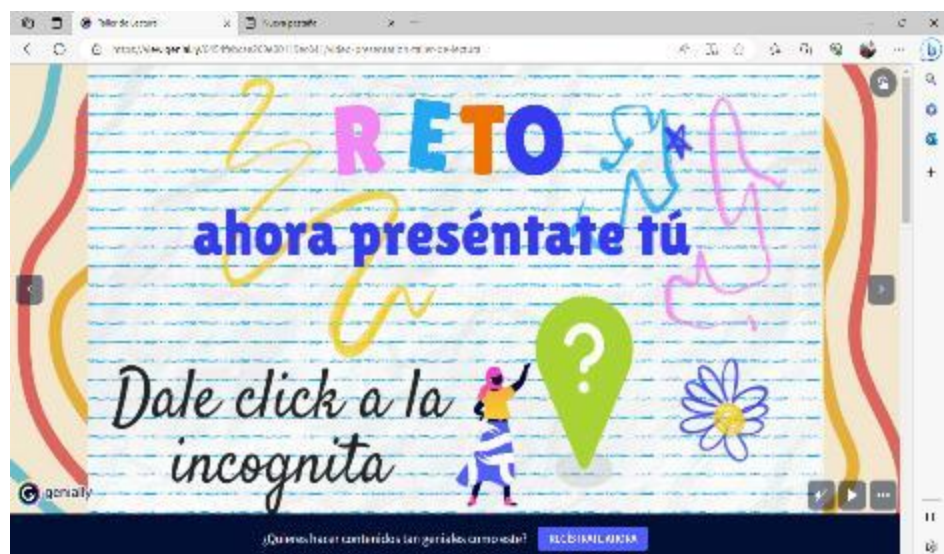 Taller de Lectura
Nueva pestaña
RETO
ahora preséntate tú
?
Dale click a la
incognita
genially
¿Quieres hacer contenidos tan geniales como este?
REGÍSTRATE AHORA